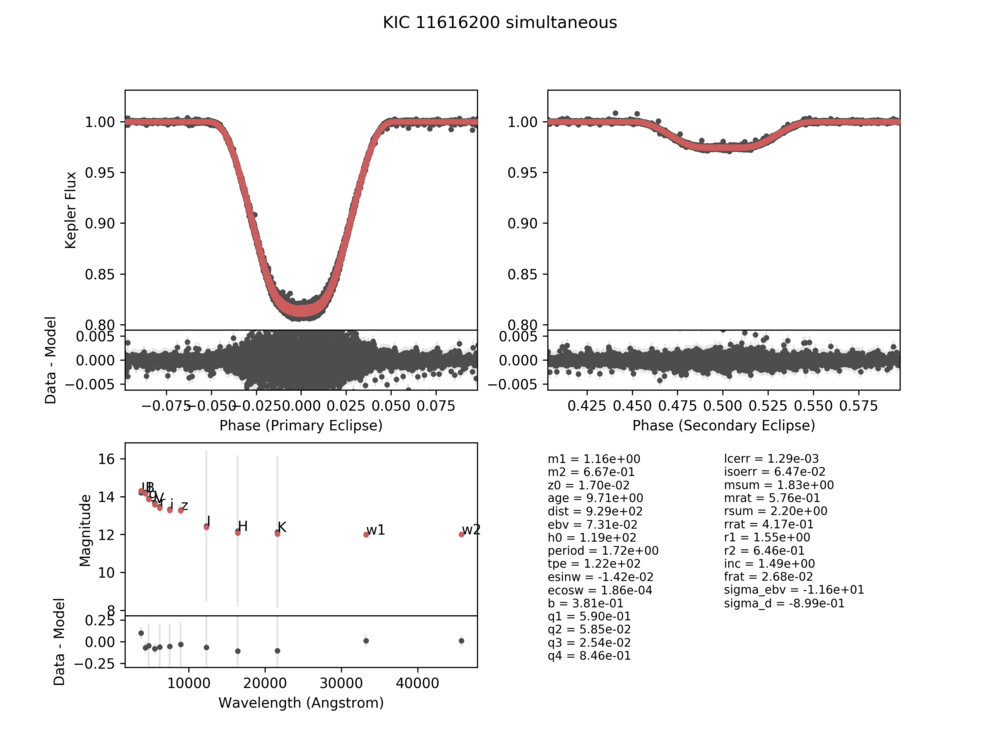 KIC 11616200 simultaneous
1.00
0.95
0.90
0.85
0.80
Kepler Flux
0.005
0.000
−0.005
Data - Model
−0.075 −0.050 −0.025 0.000 0.025 0.050 0.075
Phase (Primary Eclipse)
1.00
0.95
0.90
0.85
0.80
0.005
0.000
−0.005
0.425 0.450 0.475 0.500 0.525 0.550 0.575
Phase (Secondary Eclipse)
16
14
12
10
8
Magnitude
U B g V r i z J H K w1 w2
0.25
0.00
−0.25
Data - Model
10000 20000 30000 40000
Wavelength (Angstrom)
m1 = 1.16e+00
m2 = 6.67e-01
z0 = 1.70e-02
age = 9.71e+00
dist = 9.29e+02
ebv = 7.31e-02
h0 = 1.19e+02
period = 1.72e+00
tpe = 1.22e+02
esinw = -1.42e-02
ecosw = 1.86e-04
b = 3.81e-01
q1 = 5.90e-01
q2 = 5.85e-02
q3 = 2.54e-02
q4 = 8.46e-01
lcerr = 1.29e-03
isoerr = 6.47e-02
msum = 1.83e+00
mrat = 5.76e-01
rsum = 2.20e+00
rrat = 4.17e-01
r1 = 1.55e+00
r2 = 6.46e-01
inc = 1.49e+00
frat = 2.68e-02
sigma_ebv = -1.16e+01
sigma_d = -8.99e-01